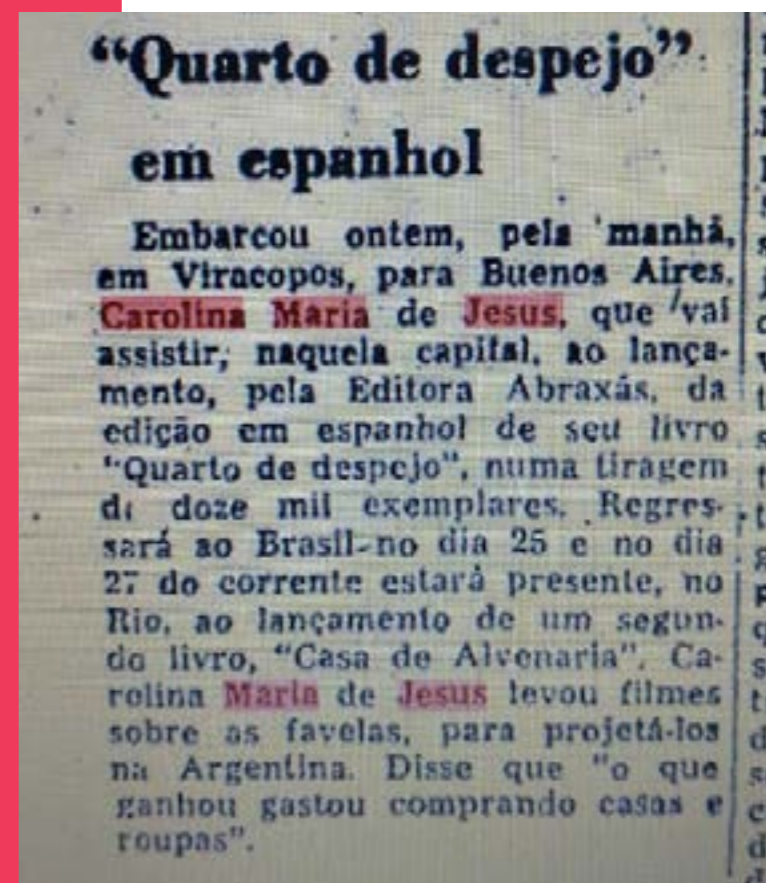 “Quarto de despejo”
em espanhol
Embarcou ontem, pela manhã,
em Viracopos, para Buenos Aires,
Carolina Maria de Jesus, que vai
assistir, naquela capital, ao lança-
mento, pela Editora Abraxás, da
edição em espanhol de seu livro
"Quarto de despejo", numa tiragem
de doze mil exemplares. Regres-
sará ao Brasil no dia 25 e no dia
27 do corrente estará presente, no
Rio, ao lançamento de um segun-
do livro, "Casa de Alvenaria". Ca-
rolina Maria de Jesus levou filmes
sobre as favelas, para projetá-los
na Argentina. Disse que "o que
ganhou gastou comprando casas e
roupas".